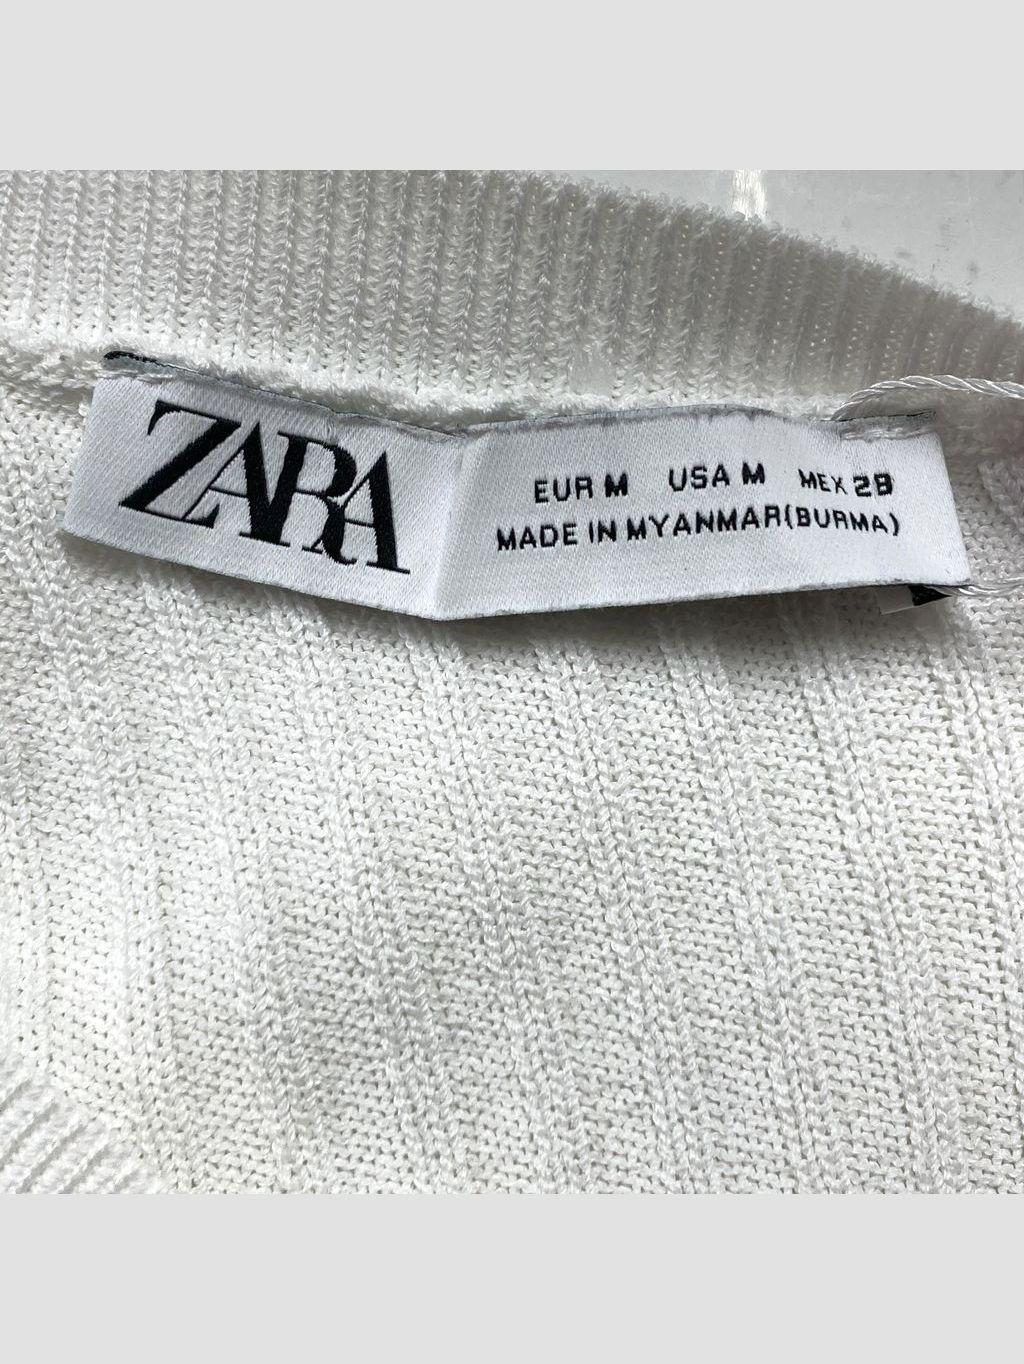 ZARA
EUR M USA M MEX 28
MADE IN MYANMAR(BURMA)